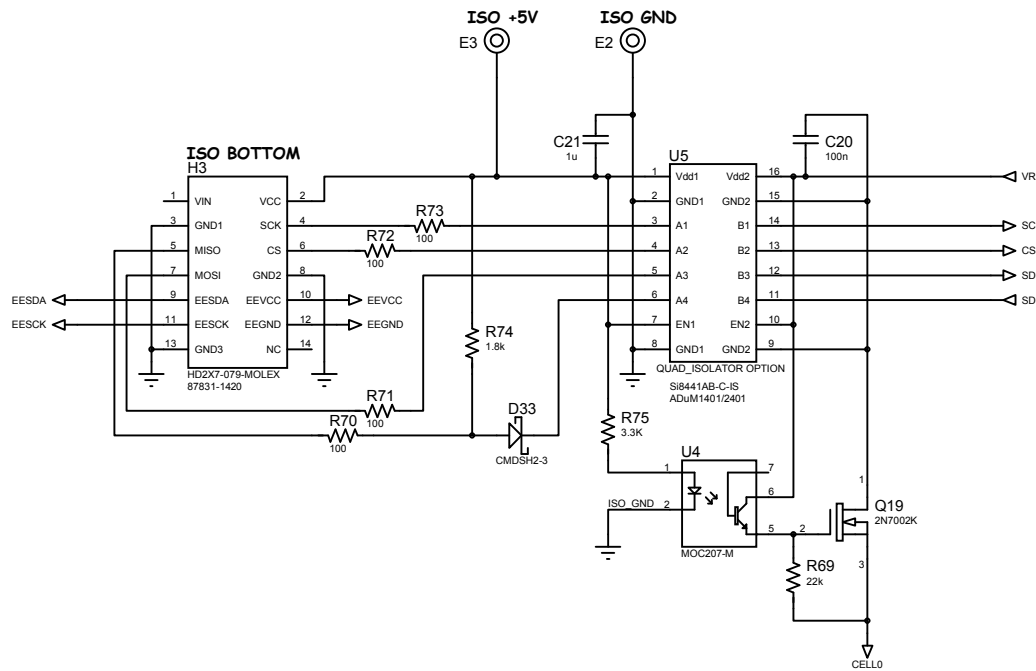 ISO +5V
ISO GND
E3
E2
C21
1u
C20
100n
ISO BOTTOM
H3
U5
1 VIN VCC 2
3 GND1 SCK 4
5 MISO CS 6
7 MOSI GND2 8
9 EESDA EEVCC 10
11 EESCK EEGND 12
13 GND3 NC 14
HD2X7-079-MOLEX
87831-1420
EESDA
EESCK
EEVCC
EEGND
R73
100
R72
100
R74
1.8k
R71
100
R70
100
D33
CMDSH2-3
1 Vdd1 Vdd2 16
2 GND1 GND2 15
3 A1 B1 14
4 A2 B2 13
5 A3 B3 12
6 A4 B4 11
7 EN1 EN2 10
8 GND1 GND2 9
QUAD_ISOLATOR OPTION
Si8441AB-C-IS
ADuM1401/2401
VR
SC
CS
SD
SD
R75
3.3K
U4
1
2
7
6
5
ISO_GND
MOC207-M
1
2
3
Q19
2N7002K
R69
22k
CELL0